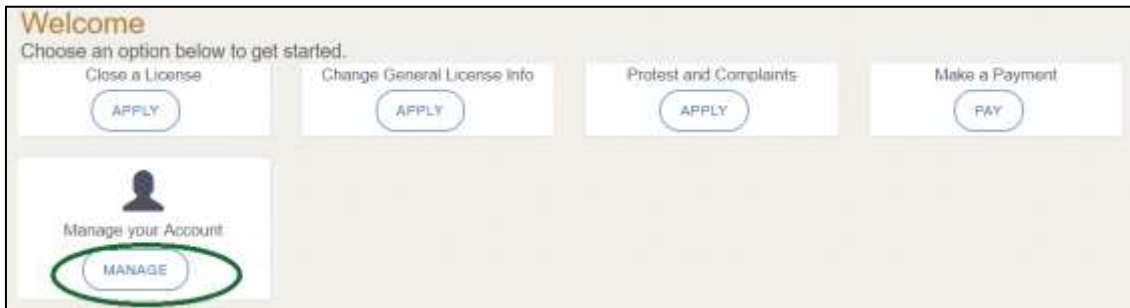 Welcome
Choose an option below to get started.
Close a License
APPLY
Change General License Info
APPLY
Protest and Complaints
APPLY
Make a Payment
PAY
Manage your Account
MANAGE